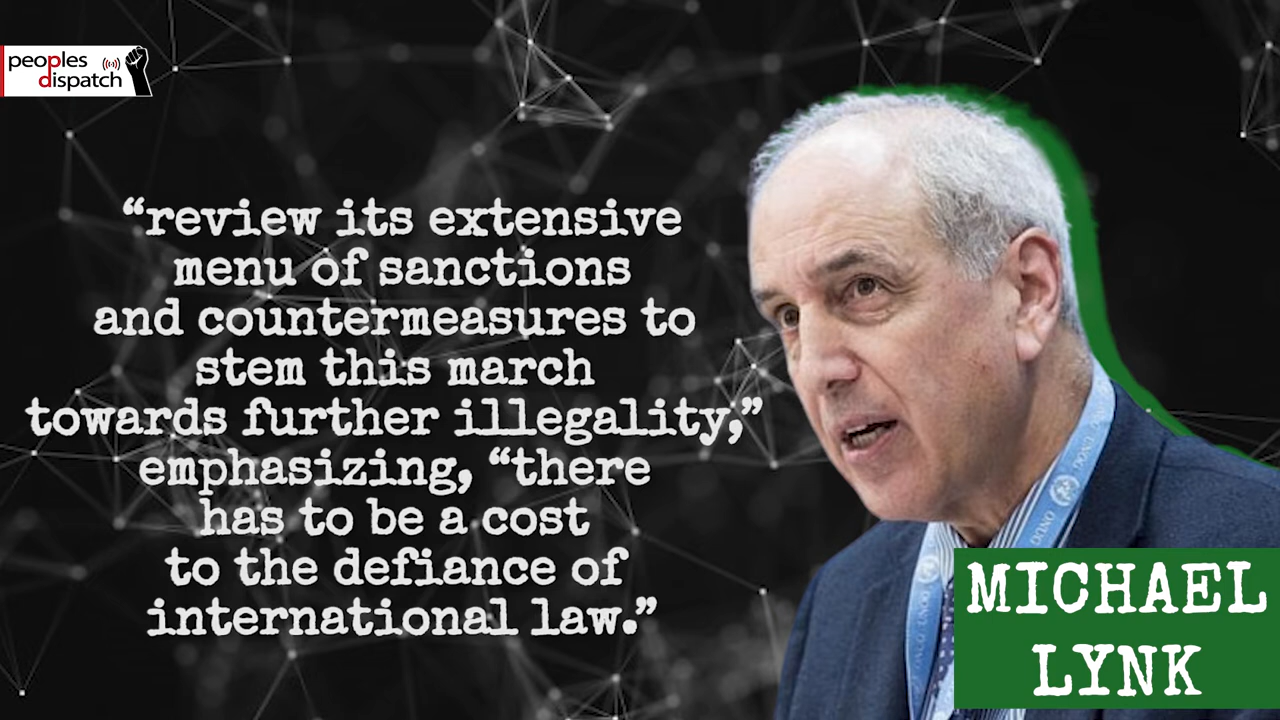 peoples
dispatch
“review its extensive
menu of sanctions
and countermeasures to
stem this march
towards further illegality,”
emphasizing, “there
has to be a cost
to the defiance of
international law.”
MICHAEL
LYNK